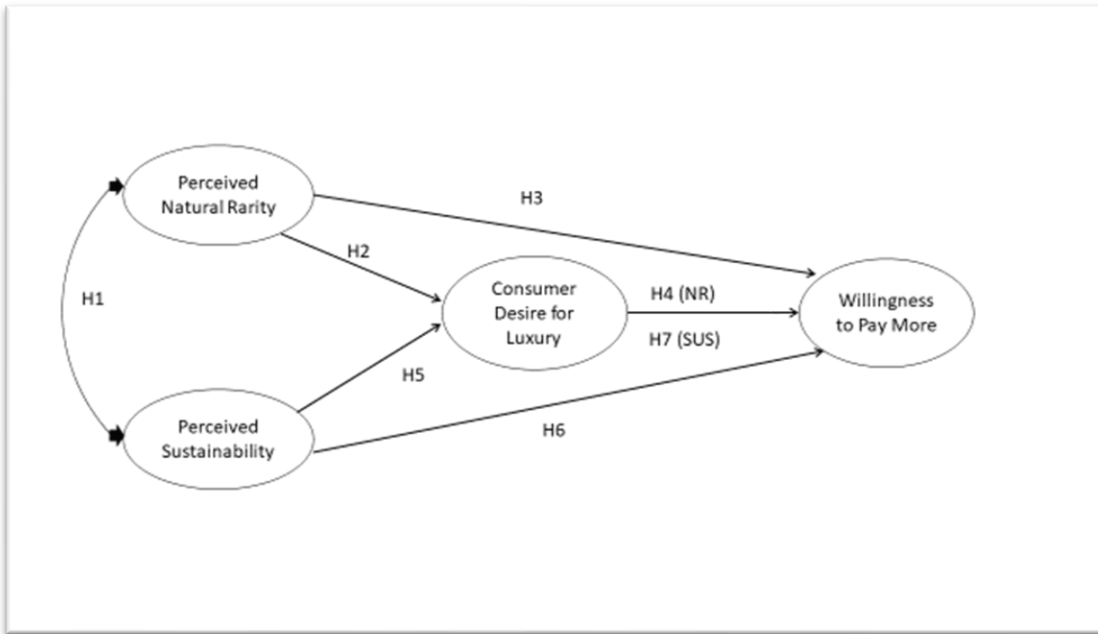 Perceived
Natural Rarity
H3
H2
H1
Consumer
Desire for
Luxury
H4 (NR)
H7 (SUS)
Willingness
to Pay More
H5
Perceived
Sustainability
H6